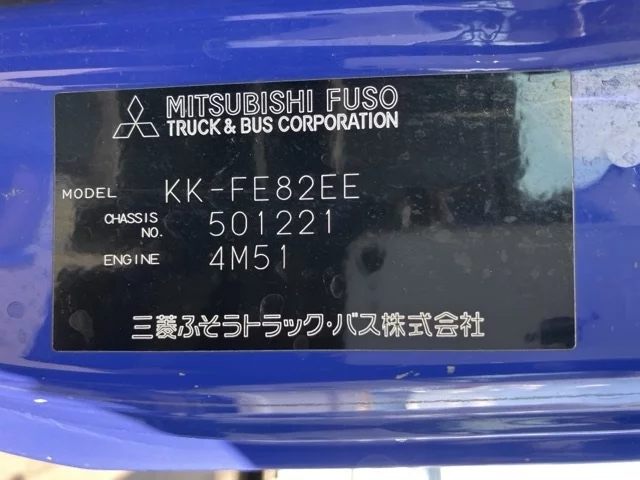 MITSUBISHI FUSO
TRUCK & BUS CORPORATION
MODEL KK-FE82EE
CHASSIS NO. 501221
ENGINE 4M51
三菱ふそうトラック・バス株式会社